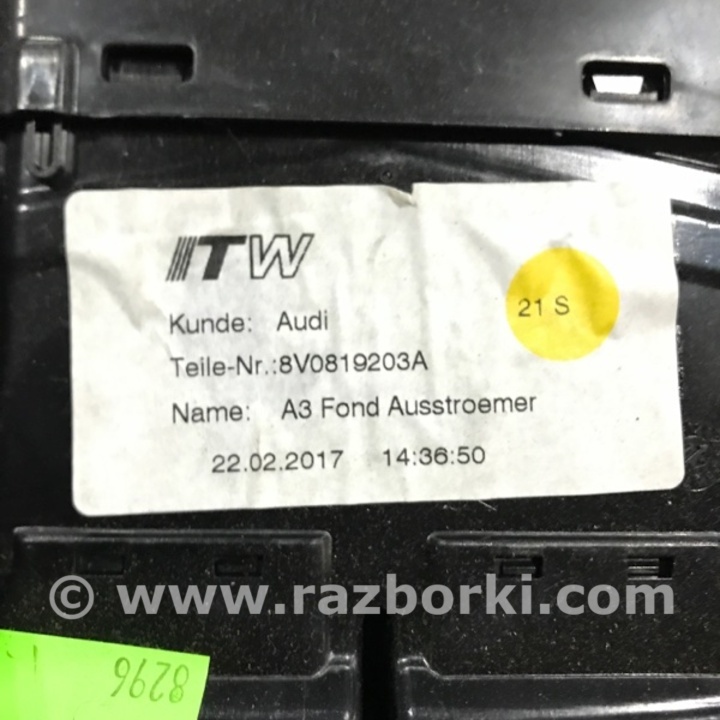 ITW
21 S
Kunde: Audi
Teile-Nr.:8V0819203A
Name: A3 Fond Ausstroemer
22.02.2017 14:36:50
© www.razborki.com
8296